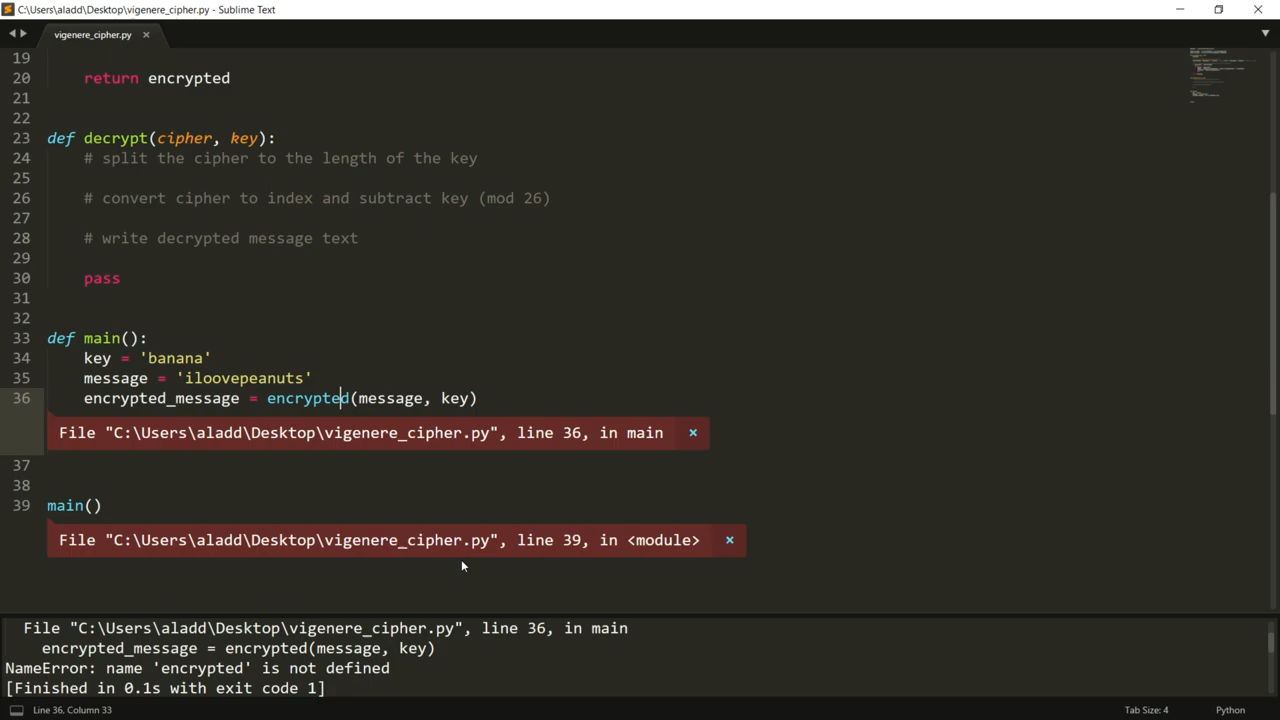 C:\Users\aladd\Desktop\vigenere_cipher.py - Sublime Text
vigenere_cipher.py ×
19
20 return encrypted
21
22
23 def decrypt(cipher, key):
24 # split the cipher to the length of the key
25
26 # convert cipher to index and subtract key (mod 26)
27
28 # write decrypted message text
29
30 pass
31
32
33 def main():
34 key = 'banana'
35 message = 'iloovepeanuts'
36 encrypted_message = encrypted(message, key)
File "C:\Users\aladd\Desktop\vigenere_cipher.py", line 36, in main ×
37
38
39 main()
File "C:\Users\aladd\Desktop\vigenere_cipher.py", line 39, in <module> ×
File "C:\Users\aladd\Desktop\vigenere_cipher.py", line 36, in main
encrypted_message = encrypted(message, key)
NameError: name 'encrypted' is not defined
[Finished in 0.1s with exit code 1]
Line 36, Column 33 Tab Size: 4 Python